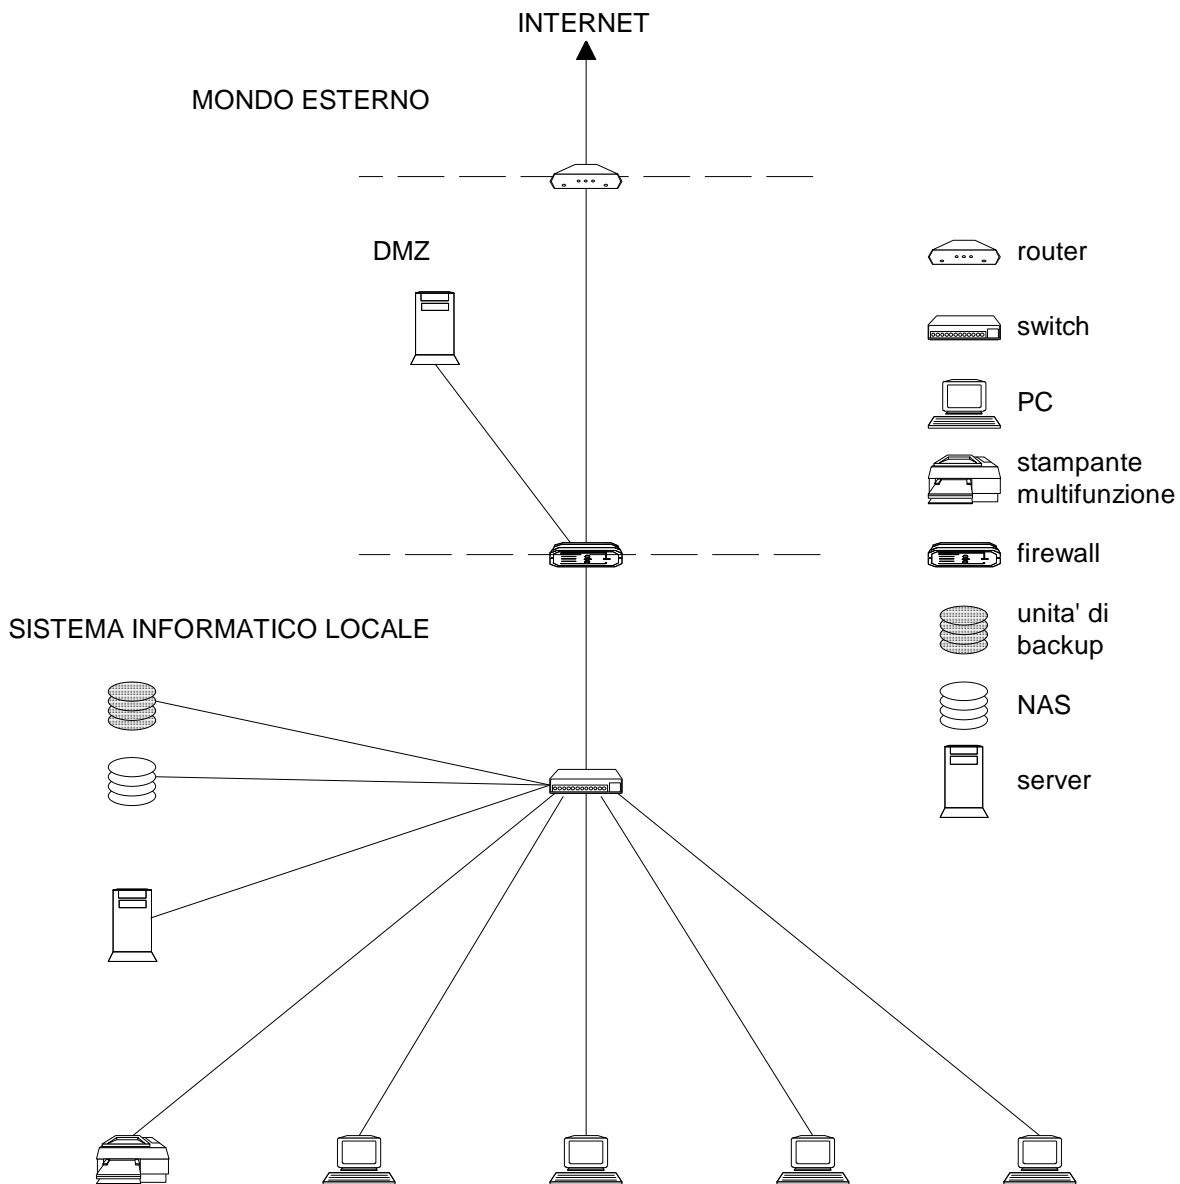 INTERNET
MONDO ESTERNO
DMZ
router
switch
PC
stampante
multifunzione
firewall
unita' di
backup
SISTEMA INFORMATICO LOCALE
NAS
server